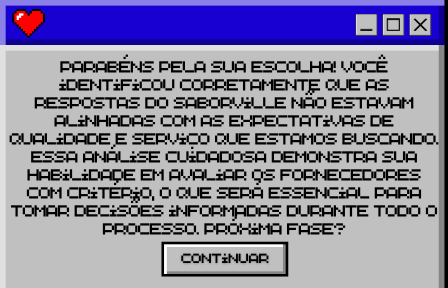 PARABÉNS PELA SUA ESCOLHA! VOCÊ
IDENTIFICOU CORRETAMENTE QUE AS
RESPOSTAS DO SABORVILLE NÃO ESTAVAM
ALINHADAS COM AS EXPECTATIVAS DE
QUALIDADE E SERVIÇO QUE ESTAMOS BUSCANDO.
ESSA ANÁLISE CUIDADOSA DEMONSTRA SUA
HABILIDADE EM AVALIAR OS FORNECEDORES
COM CRITÉRIO, O QUE SERÁ ESSENCIAL PARA
TOMAR DECISÕES INFORMADAS DURANTE TODO O
PROCESSO. PRÓXIMA FASE?
CONTINUAR